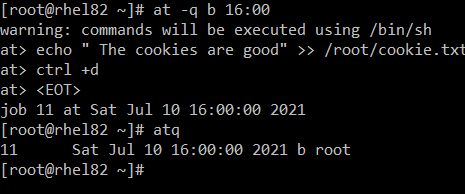 [root@rhel82 ~]# at -q b 16:00
warning: commands will be executed using /bin/sh
at> echo " The cookies are good" >> /root/cookie.txt
at> ctrl +d
at> <EOT>
job 11 at Sat Jul 10 16:00:00 2021
[root@rhel82 ~]# atq
11      Sat Jul 10 16:00:00 2021 b root
[root@rhel82 ~]#